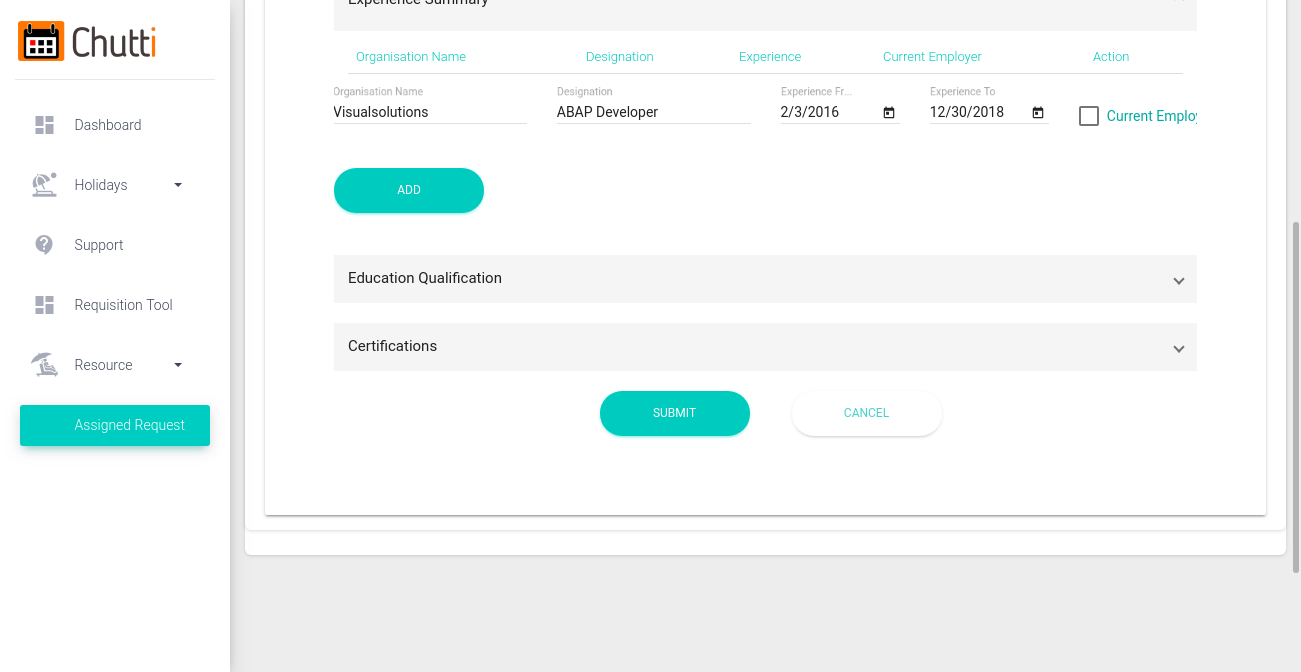 Experience Summary
Chutti
Organisation Name Designation Experience Current Employer Action
Organisation Name Designation Experience Fr... Experience To
Visualsolutions ABAP Developer 2/3/2016 12/30/2018 Current Employ
Dashboard
Holidays
Support
Requisition Tool
Resource
Assigned Request
ADD
Education Qualification
Certifications
SUBMIT CANCEL